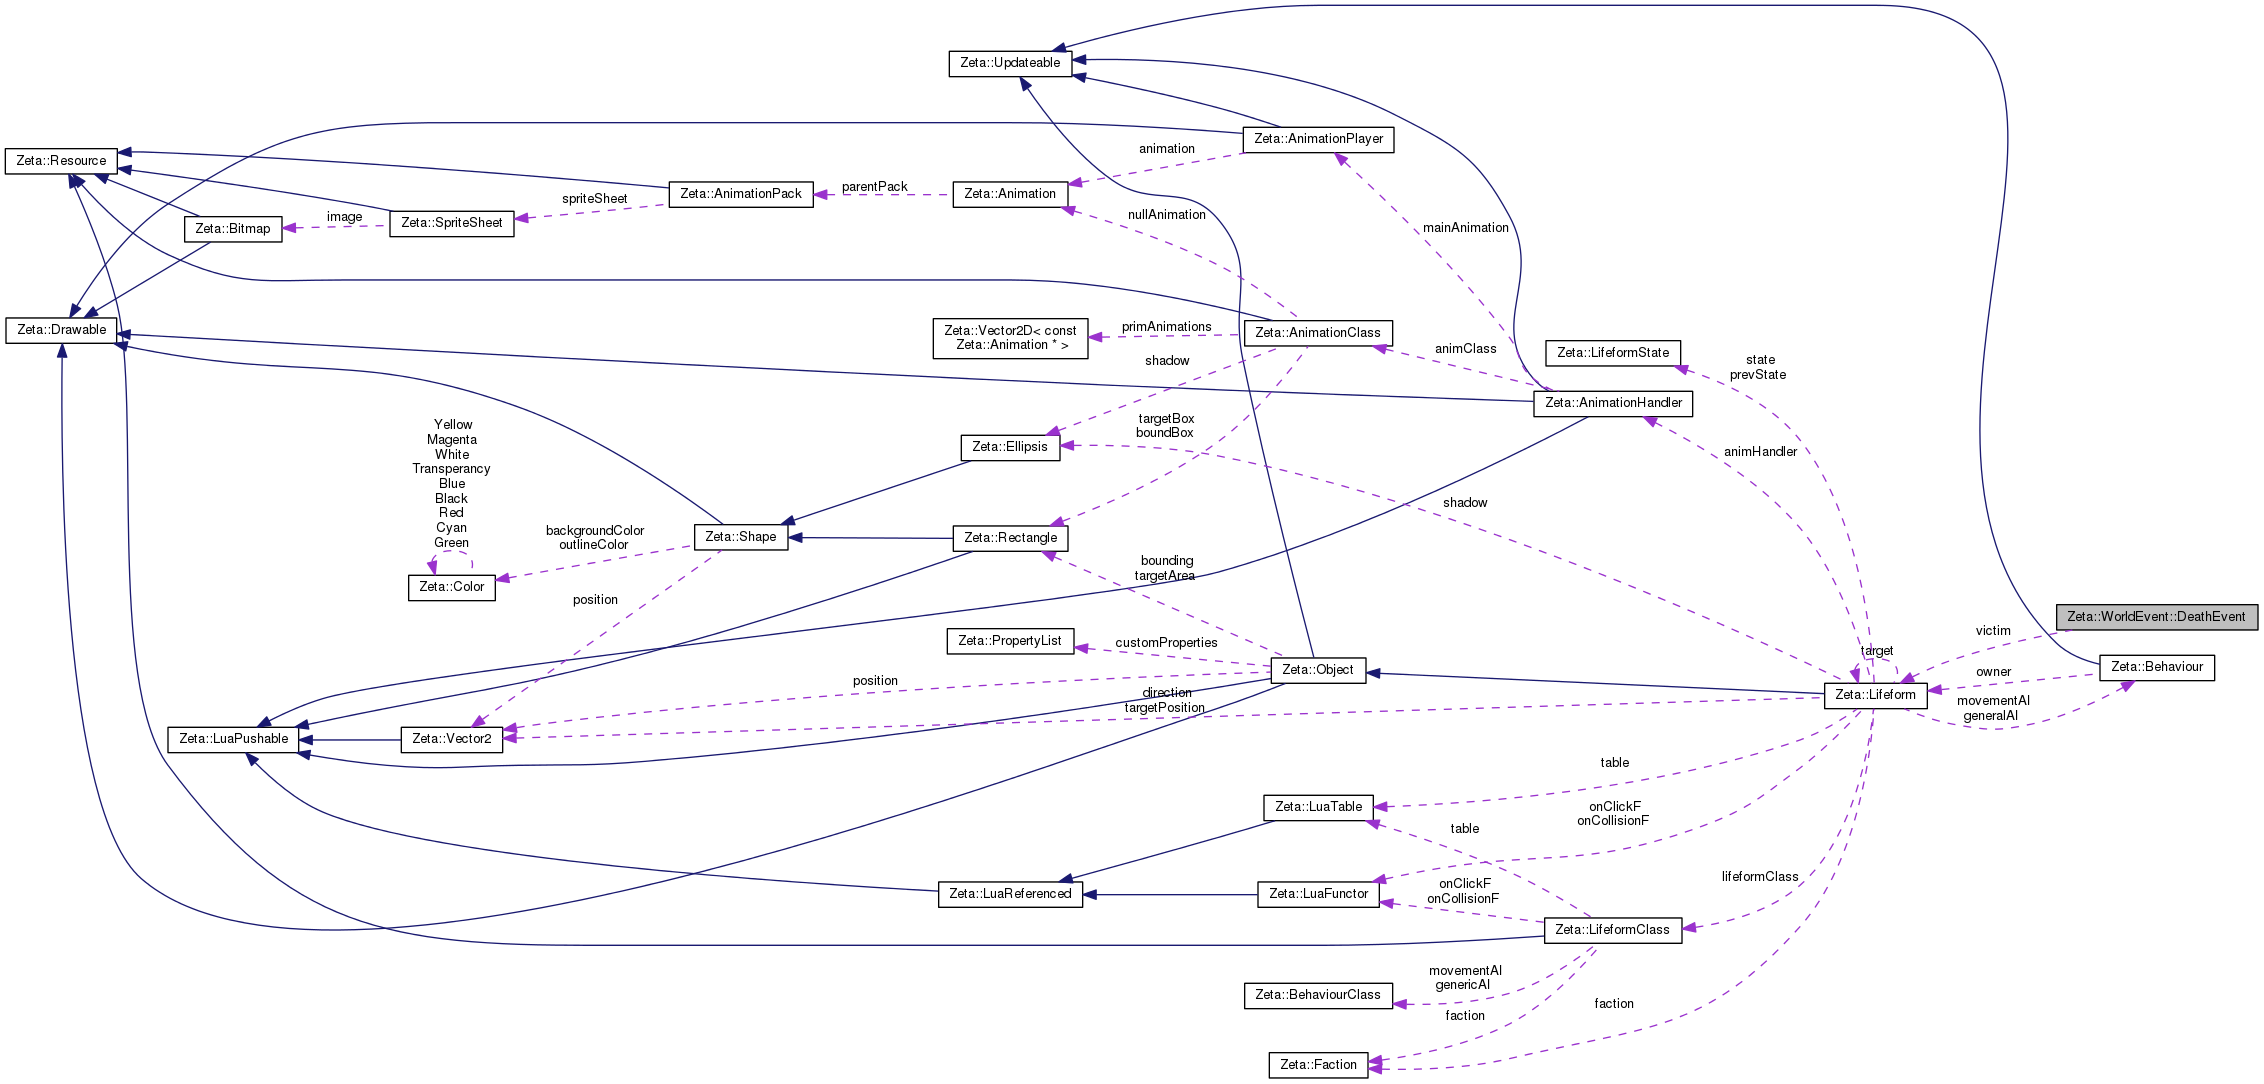 Zeta::Updateable
Zeta::AnimationPlayer
animation
Zeta::Resource
parentPack
Zeta::AnimationPack
Zeta::Animation
spriteSheet
image
nullAnimation
Zeta::SpriteSheet
Zeta::Bitmap
mainAnimation
Zeta::Drawable
Zeta::Vector2D< const
Zeta::Animation * >
primAnimations
Zeta::AnimationClass
animClass
Zeta::LifeformState
shadow
state
prevState
Zeta::AnimationHandler
targetBox
boundBox
Yellow
Magenta
White
Transperancy
Blue
Black
Red
Cyan
Green
Zeta::Ellipsis
animHandler
shadow
backgroundColor
outlineColor
Zeta::Shape
Zeta::Rectangle
bounding
targetArea
Zeta::Color
position
Zeta::WorldEvent::DeathEvent
victim
Zeta::PropertyList
customProperties
target
Zeta::Object
Zeta::Behaviour
owner
position
direction
targetPosition
Zeta::Lifeform
movementAI
generalAI
Zeta::LuaPushable
Zeta::Vector2
table
Zeta::LuaTable
onClickF
onCollisionF
table
lifeformClass
Zeta::LuaReferenced
Zeta::LuaFunctor
onClickF
onCollisionF
Zeta::LifeformClass
movementAI
genericAI
Zeta::BehaviourClass
faction
faction
Zeta::Faction